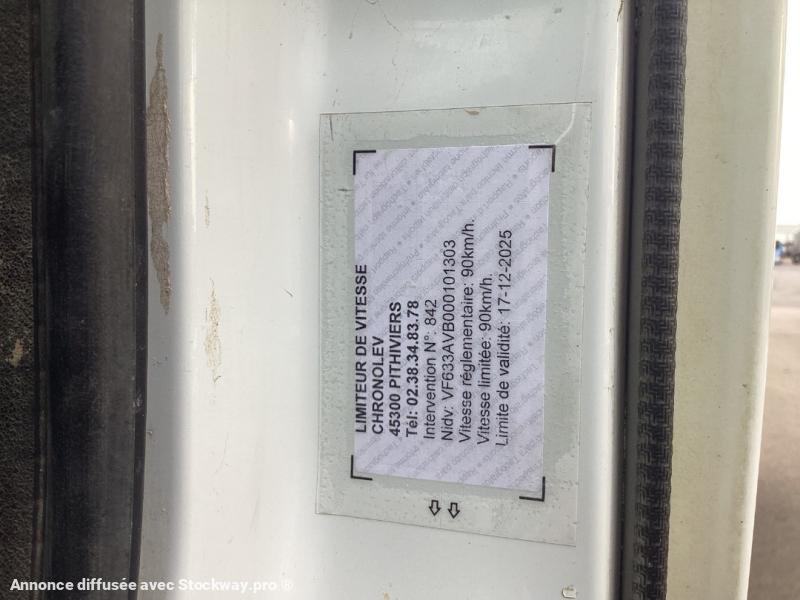 LIMITEUR DE VITESSE
CHRONOLEV
45300 PITHIVIERS
Tél: 02.38.34.83.78
Intervention N°: 842
Nidv: VF633AVB000101303
Vitesse réglementaire: 90km/h.
Vitesse limitée: 90km/h.
Limite de validité: 17-12-2025
Annonce diffusée avec Stockway.pro ®